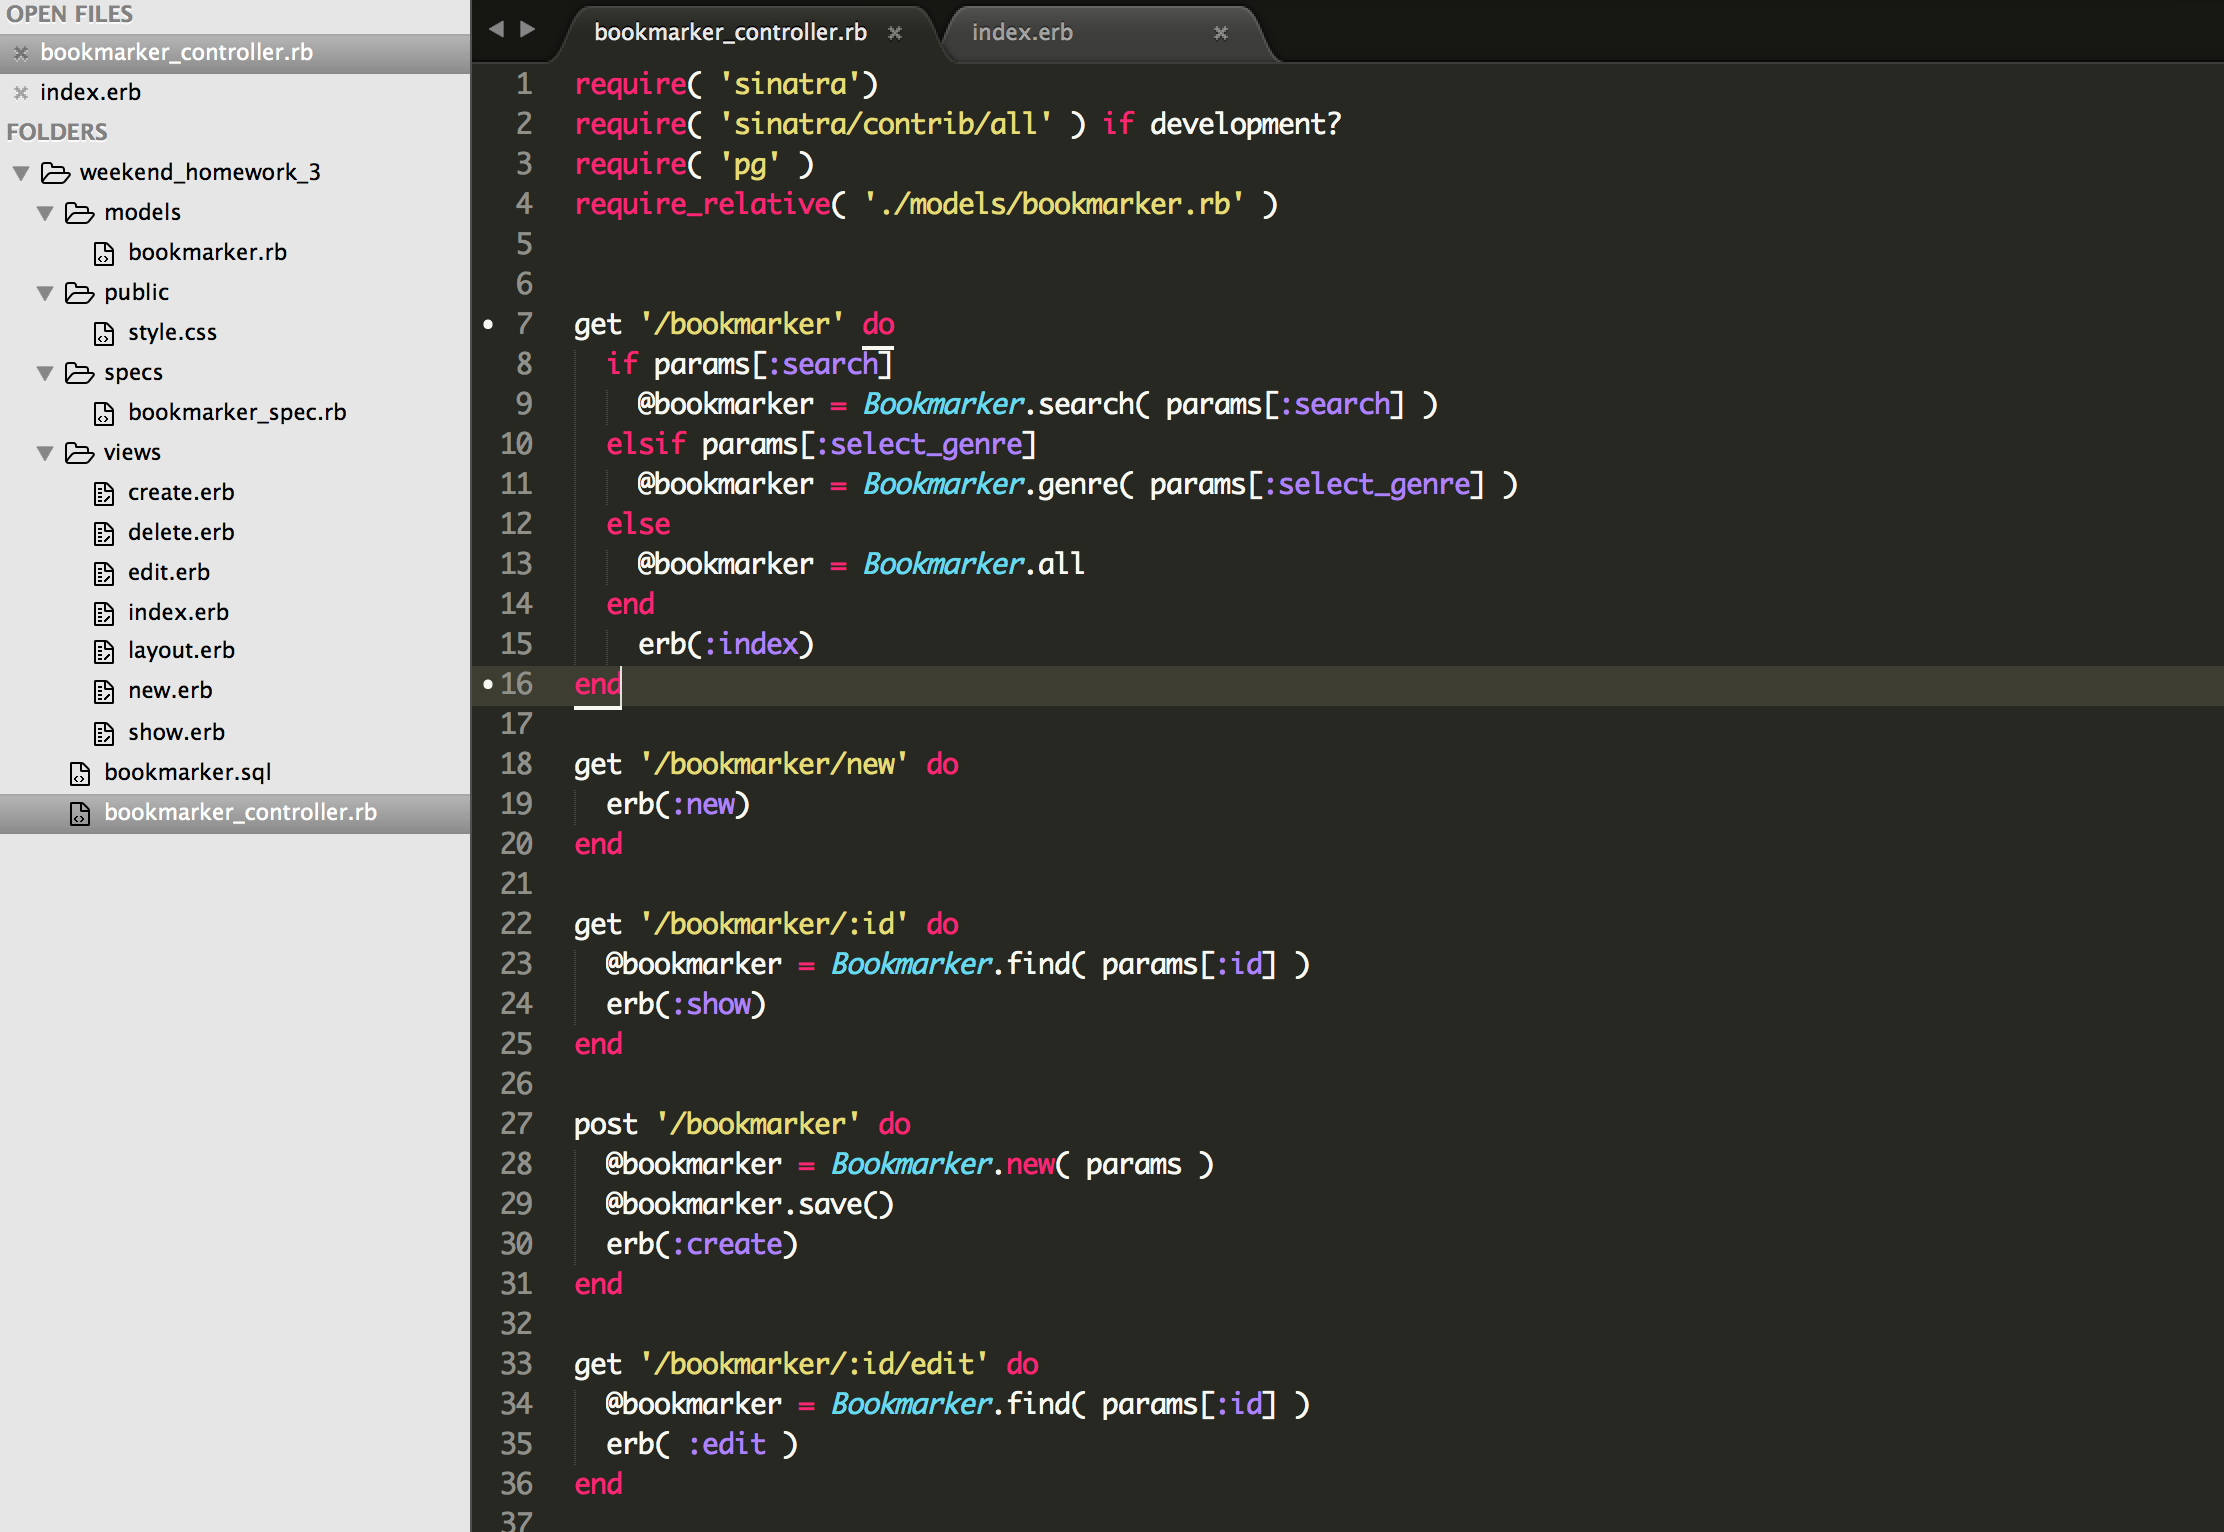 OPEN FILES
bookmarker_controller.rb
index.erb
FOLDERS
weekend_homework_3
models
bookmarker.rb
public
style.css
specs
bookmarker_spec.rb
views
create.erb
delete.erb
edit.erb
index.erb
layout.erb
new.erb
show.erb
bookmarker.sql
bookmarker_controller.rb
bookmarker_controller.rb index.erb
1 require( 'sinatra')
2 require( 'sinatra/contrib/all' ) if development?
3 require( 'pg' )
4 require_relative( './models/bookmarker.rb' )
5
6
7 get '/bookmarker' do
8 if params[:search]
9 @bookmarker = Bookmarker.search( params[:search] )
10 elsif params[:select_genre]
11 @bookmarker = Bookmarker.genre( params[:select_genre] )
12 else
13 @bookmarker = Bookmarker.all
14 end
15 erb(:index)
16 end
17
18 get '/bookmarker/new' do
19 erb(:new)
20 end
21
22 get '/bookmarker/:id' do
23 @bookmarker = Bookmarker.find( params[:id] )
24 erb(:show)
25 end
26
27 post '/bookmarker' do
28 @bookmarker = Bookmarker.new( params )
29 @bookmarker.save()
30 erb(:create)
31 end
32
33 get '/bookmarker/:id/edit' do
34 @bookmarker = Bookmarker.find( params[:id] )
35 erb( :edit )
36 end
37